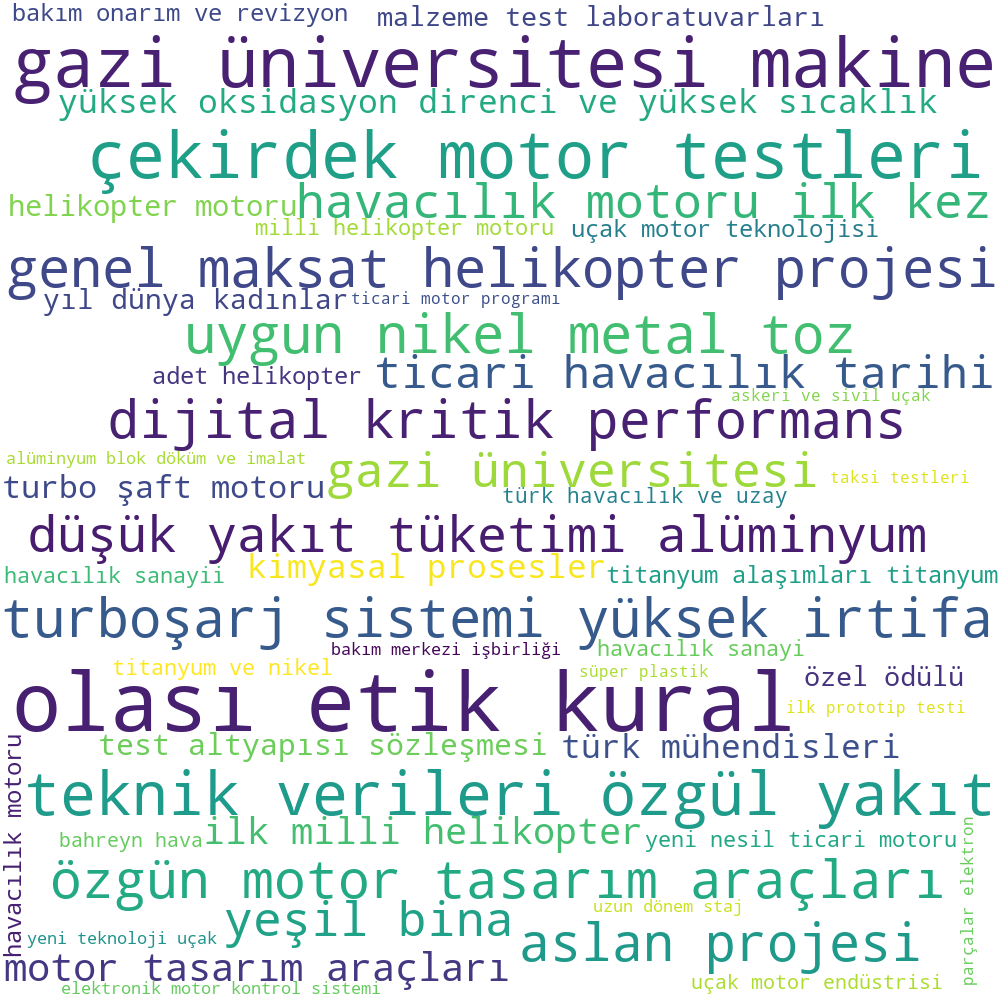 bakım onarım ve revizyon
malzeme test laboratuvarları
gazi üniversitesi makine
yüksek oksidasyon direnci ve yüksek sıcaklık
çekirdek motor testleri
helikopter motoru
havacılık motoru ilk kez
milli helikopter motoru
uçak motor teknolojisi
genel maksat helikopter projesi
yıl dünya kadınlar
ticari motor programı
uygun nikel metal toz
adet helikopter
ticari havacılık tarihi
askeri ve sivil uçak
dijital kritik performans
alüminyum blok döküm ve imalat
gazi üniversitesi
taksi testleri
turbo şaft motoru
türk havacılık ve uzay
düşük yakıt tüketimi alüminyum
havacılık sanayii
kimyasal prosesler
titanyum alaşımları titanyum
turboşarj sistemi yüksek irtifa
bakım merkezi işbirliği
havacılık sanayi
titanyum ve nikel
süper plastik
özel ödülü
olası etik kural
ilk prototip testi
havacılık motoru
test altyapısı sözleşmesi
türk mühendisleri
teknik verileri özgül yakıt
bahreyn hava
ilk milli helikopter
yeni nesil ticari motoru
parçalar elektron
özgün motor tasarım araçları
yeşil bina
uzun dönem staj
yeni teknoloji uçak
aslan projesi
motor tasarım araçları
uçak motor endüstrisi
elektronik motor kontrol sistemi